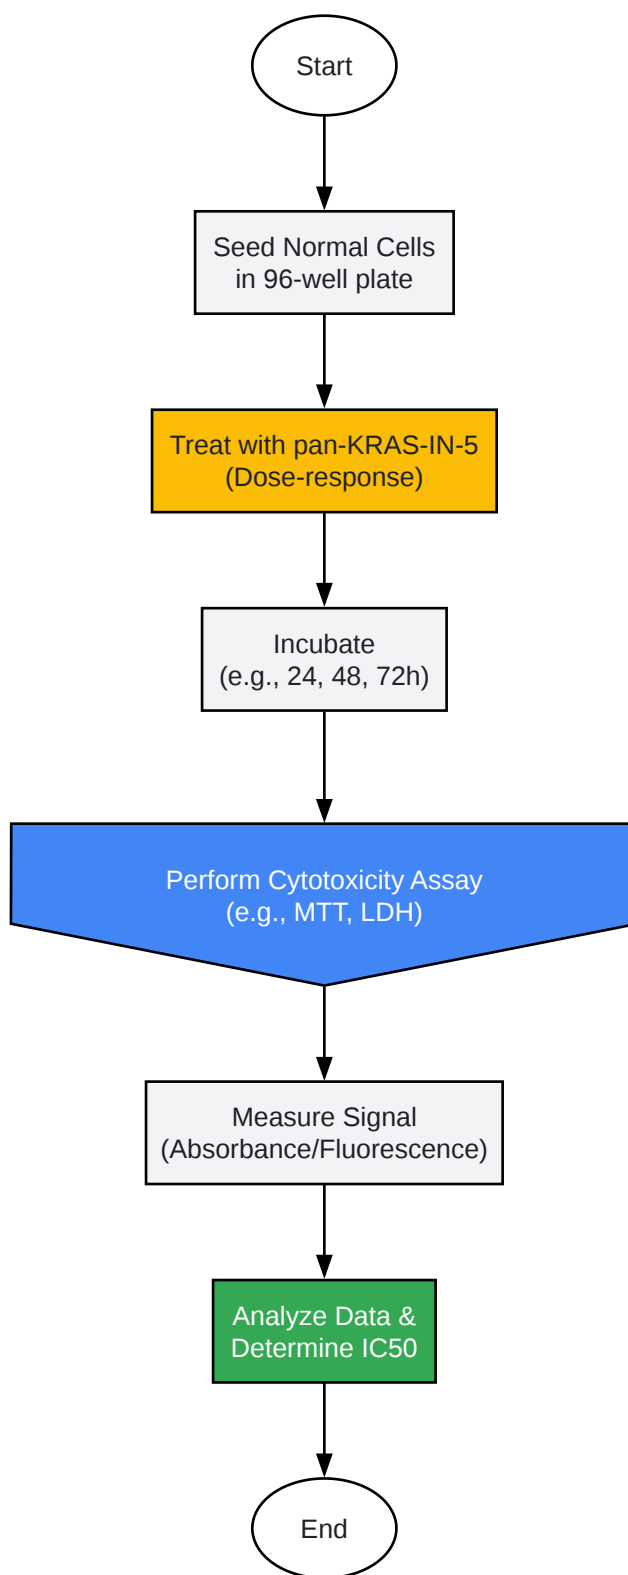 Start
Seed Normal Cells
in 96-well plate
Treat with pan-KRAS-IN-5
(Dose-response)
Incubate
(e.g., 24, 48, 72h)
Perform Cytotoxicity Assay
(e.g., MTT, LDH)
Measure Signal
(Absorbance/Fluorescence)
Analyze Data &
Determine IC50
End